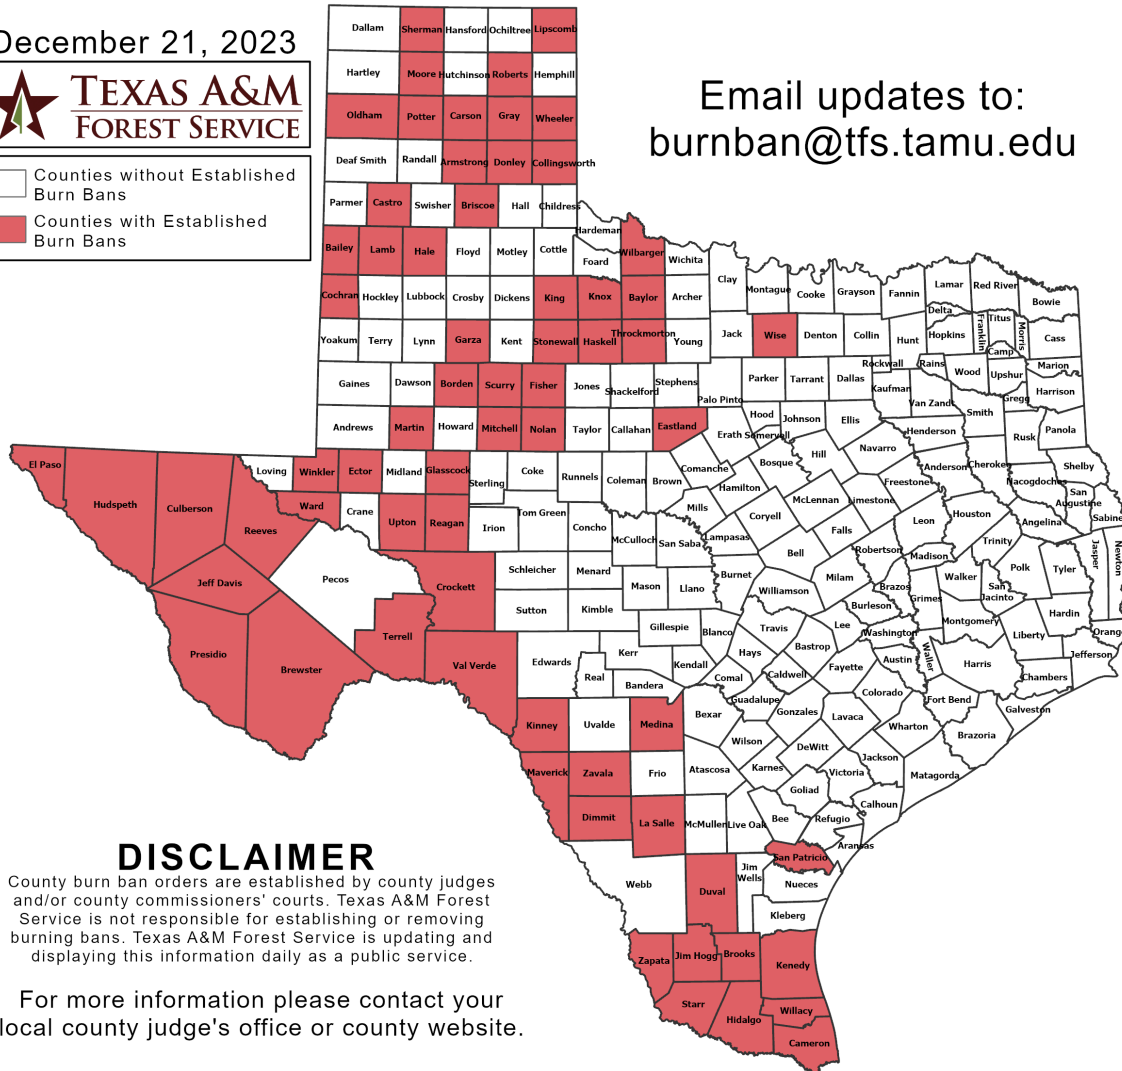 December 21, 2023
TEXAS A&M
FOREST SERVICE
Counties without Established
Burn Bans
Counties with Established
Burn Bans
Email updates to:
burnban@tfs.tamu.edu
Dallam Sherman Hansford Ochiltree Lipscomb
Hartley Moore Hutchinson Roberts Hemphill
Oldham Potter Carson Gray Wheeler
Deaf Smith Randall Armstrong Donley Collingsworth
Parmer Castro Swisher Briscoe Hall Childress
Hardeman
Bailey Lamb Hale Floyd Motley Cottle Foard Wilbarger Wichita
Clay Montague Cooke Grayson Fannin Lamar Red River Bowie
Cochran Hockley Lubbock Crosby Dickens King Knox Baylor Archer
Delta Titus Franklin Morris
Yoakum Terry Lynn Garza Kent Stonewall Haskell Throckmorton Young Jack Wise Denton Collin Hunt Hopkins Camp Cass
Rockwall Rains Wood Upshur Marion
Gaines Dawson Borden Scurry Fisher Jones Shackelford Stephens Palo Pinto Parker Tarrant Dallas Kaufman Van Zandt Gregg Harrison
Andrews Martin Howard Mitchell Nolan Taylor Callahan Eastland Erath Hood Somervell Johnson Ellis Henderson Smith Rusk Panola
El Paso Hudspeth Culberson Reeves Loving Winkler Ector Midland Glasscock Sterling Coke Runnels Coleman Brown Comanche Bosque Hill Navarro Anderson Cherokee Nacogdoches Shelby
Ward Crane Upton Reagan Irion Tom Green Concho McCulloch San Saba Mills Hamilton Coryell McLennan Limestone Freestone Leon Houston Angelina San
Augustine Sabine
Jeff Davis Pecos Crockett Schleicher Menard Mason Llano Lampasas Burnet Bell Falls Robertson Madison Trinity Polk Tyler Jasper Newton
Sutton Kimble Williamson Milam Brazos Grimes Walker San
Jacinto Hardin
Presidio Brewster Terrell Val Verde Edwards Real Kerr Gillespie Blanco Travis Lee Burleson Washington Montgomery Liberty Orange
Bandera Kendall Hays Comal Caldwell Bastrop Fayette Austin Waller Harris Chambers Jefferson
Kinney Uvalde Medina Bexar Guadalupe Gonzales Lavaca Colorado Wharton Fort Bend Brazoria Galveston
Maverick Zavala Frio Atascosa Wilson Karnes DeWitt Victoria Jackson Matagorda
Dimmit La Salle McMullen Live Oak Bee Goliad Refugio Calhoun Aransas
Webb Duval Jim
Wells San Patricio Nueces
Kleberg
Zapata Jim Hogg Brooks Kenedy
Starr Hidalgo Willacy
Cameron
DISCLAIMER
County burn ban orders are established by county judges
and/or county commissioners' courts. Texas A&M Forest
Service is not responsible for establishing or removing
burning bans. Texas A&M Forest Service is updating and
displaying this information daily as a public service.
For more information please contact your
local county judge's office or county website.